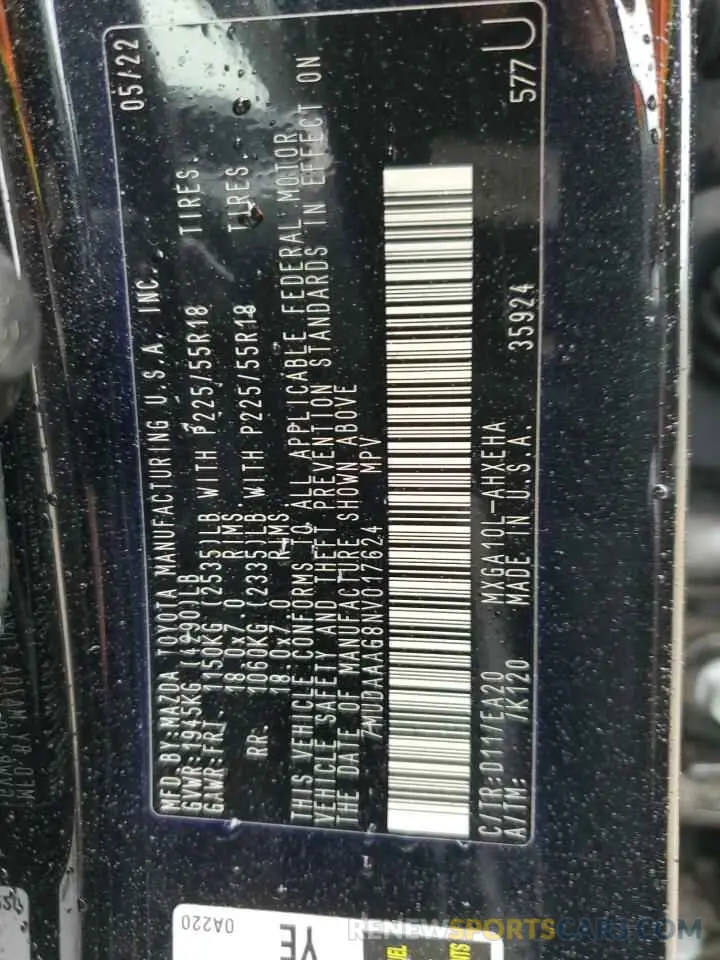 05/22
MFD.BY:MAZDA TOYOTA MANUFACTURING U.S.A. INC.
GVWR:1945KG (4290)LB
GAWR:FRT. 1150KG (2535)LB WITH P225/55R18 TIRES.
18.0x7.0 RIMS.
RR. 1060KG (2335)LB WITH P225/55R18 TIRES.
18.0x7.0 RIMS.
THIS VEHICLE CONFORMS TO ALL APPLICABLE FEDERAL MOTOR
VEHICLE SAFETY AND THEFT PREVENTION STANDARDS IN EFFECT ON
THE DATE OF MANUFACTURE SHOWN ABOVE
7MUDAAAG8NV017624 MPV
C/TR:D11/EA20 MXGA10L-AHXEHA
A/TM: /K120 MADE IN U.S.A. 35924 577 U
0A220
YE
RENEWSPORTSCARS.COM